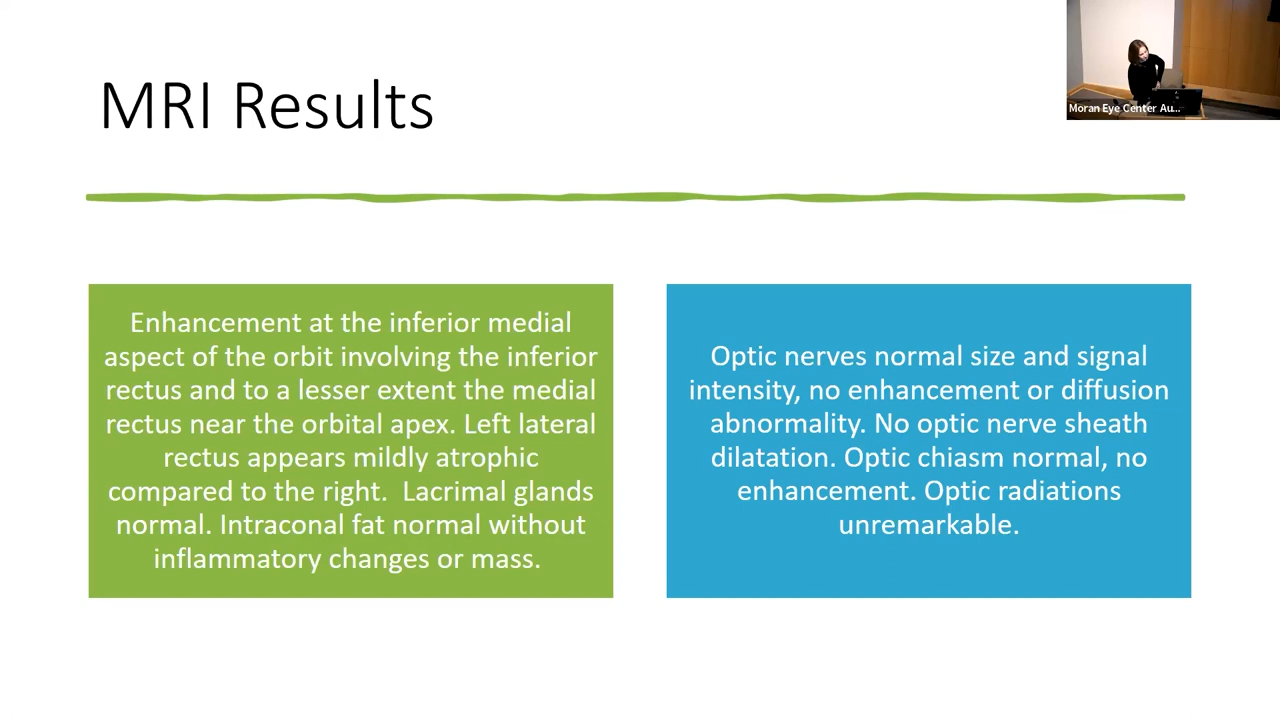 MRI Results
Moran Eye Center Au...
Enhancement at the inferior medial
aspect of the orbit involving the inferior
rectus and to a lesser extent the medial
rectus near the orbital apex. Left lateral
rectus appears mildly atrophic
compared to the right.  Lacrimal glands
normal. Intraconal fat normal without
inflammatory changes or mass.
Optic nerves normal size and signal
intensity, no enhancement or diffusion
abnormality. No optic nerve sheath
dilatation. Optic chiasm normal, no
enhancement. Optic radiations
unremarkable.